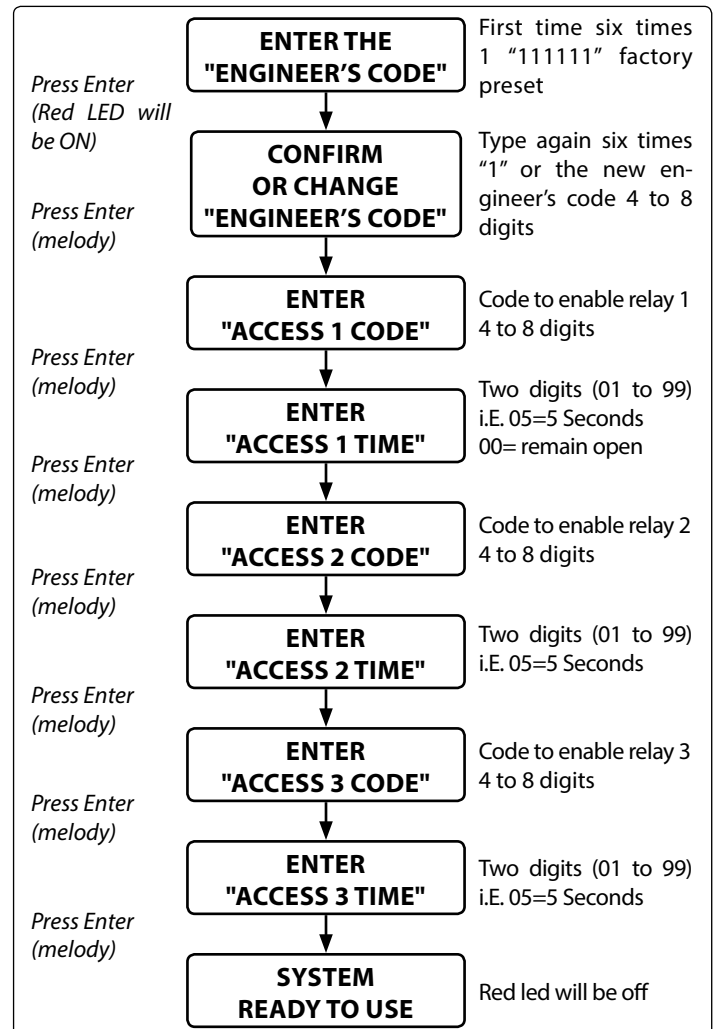 ENTER THE
"ENGINEER'S CODE"
First time six times
1 “111111” factory
preset
Press Enter
(Red LED will
be ON)
CONFIRM
OR CHANGE
"ENGINEER'S CODE"
Type again six times
“1” or the new en-
gineer’s code 4 to 8
digits
Press Enter
(melody)
ENTER
"ACCESS 1 CODE"
Code to enable relay 1
4 to 8 digits
Press Enter
(melody)
ENTER
"ACCESS 1 TIME"
Two digits (01 to 99)
i.E. 05=5 Seconds
00= remain open
Press Enter
(melody)
ENTER
"ACCESS 2 CODE"
Code to enable relay 2
4 to 8 digits
Press Enter
(melody)
ENTER
"ACCESS 2 TIME"
Two digits (01 to 99)
i.E. 05=5 Seconds
Press Enter
(melody)
ENTER
"ACCESS 3 CODE"
Code to enable relay 3
4 to 8 digits
Press Enter
(melody)
ENTER
"ACCESS 3 TIME"
Two digits (01 to 99)
i.E. 05=5 Seconds
Press Enter
(melody)
SYSTEM
READY TO USE
Red led will be off